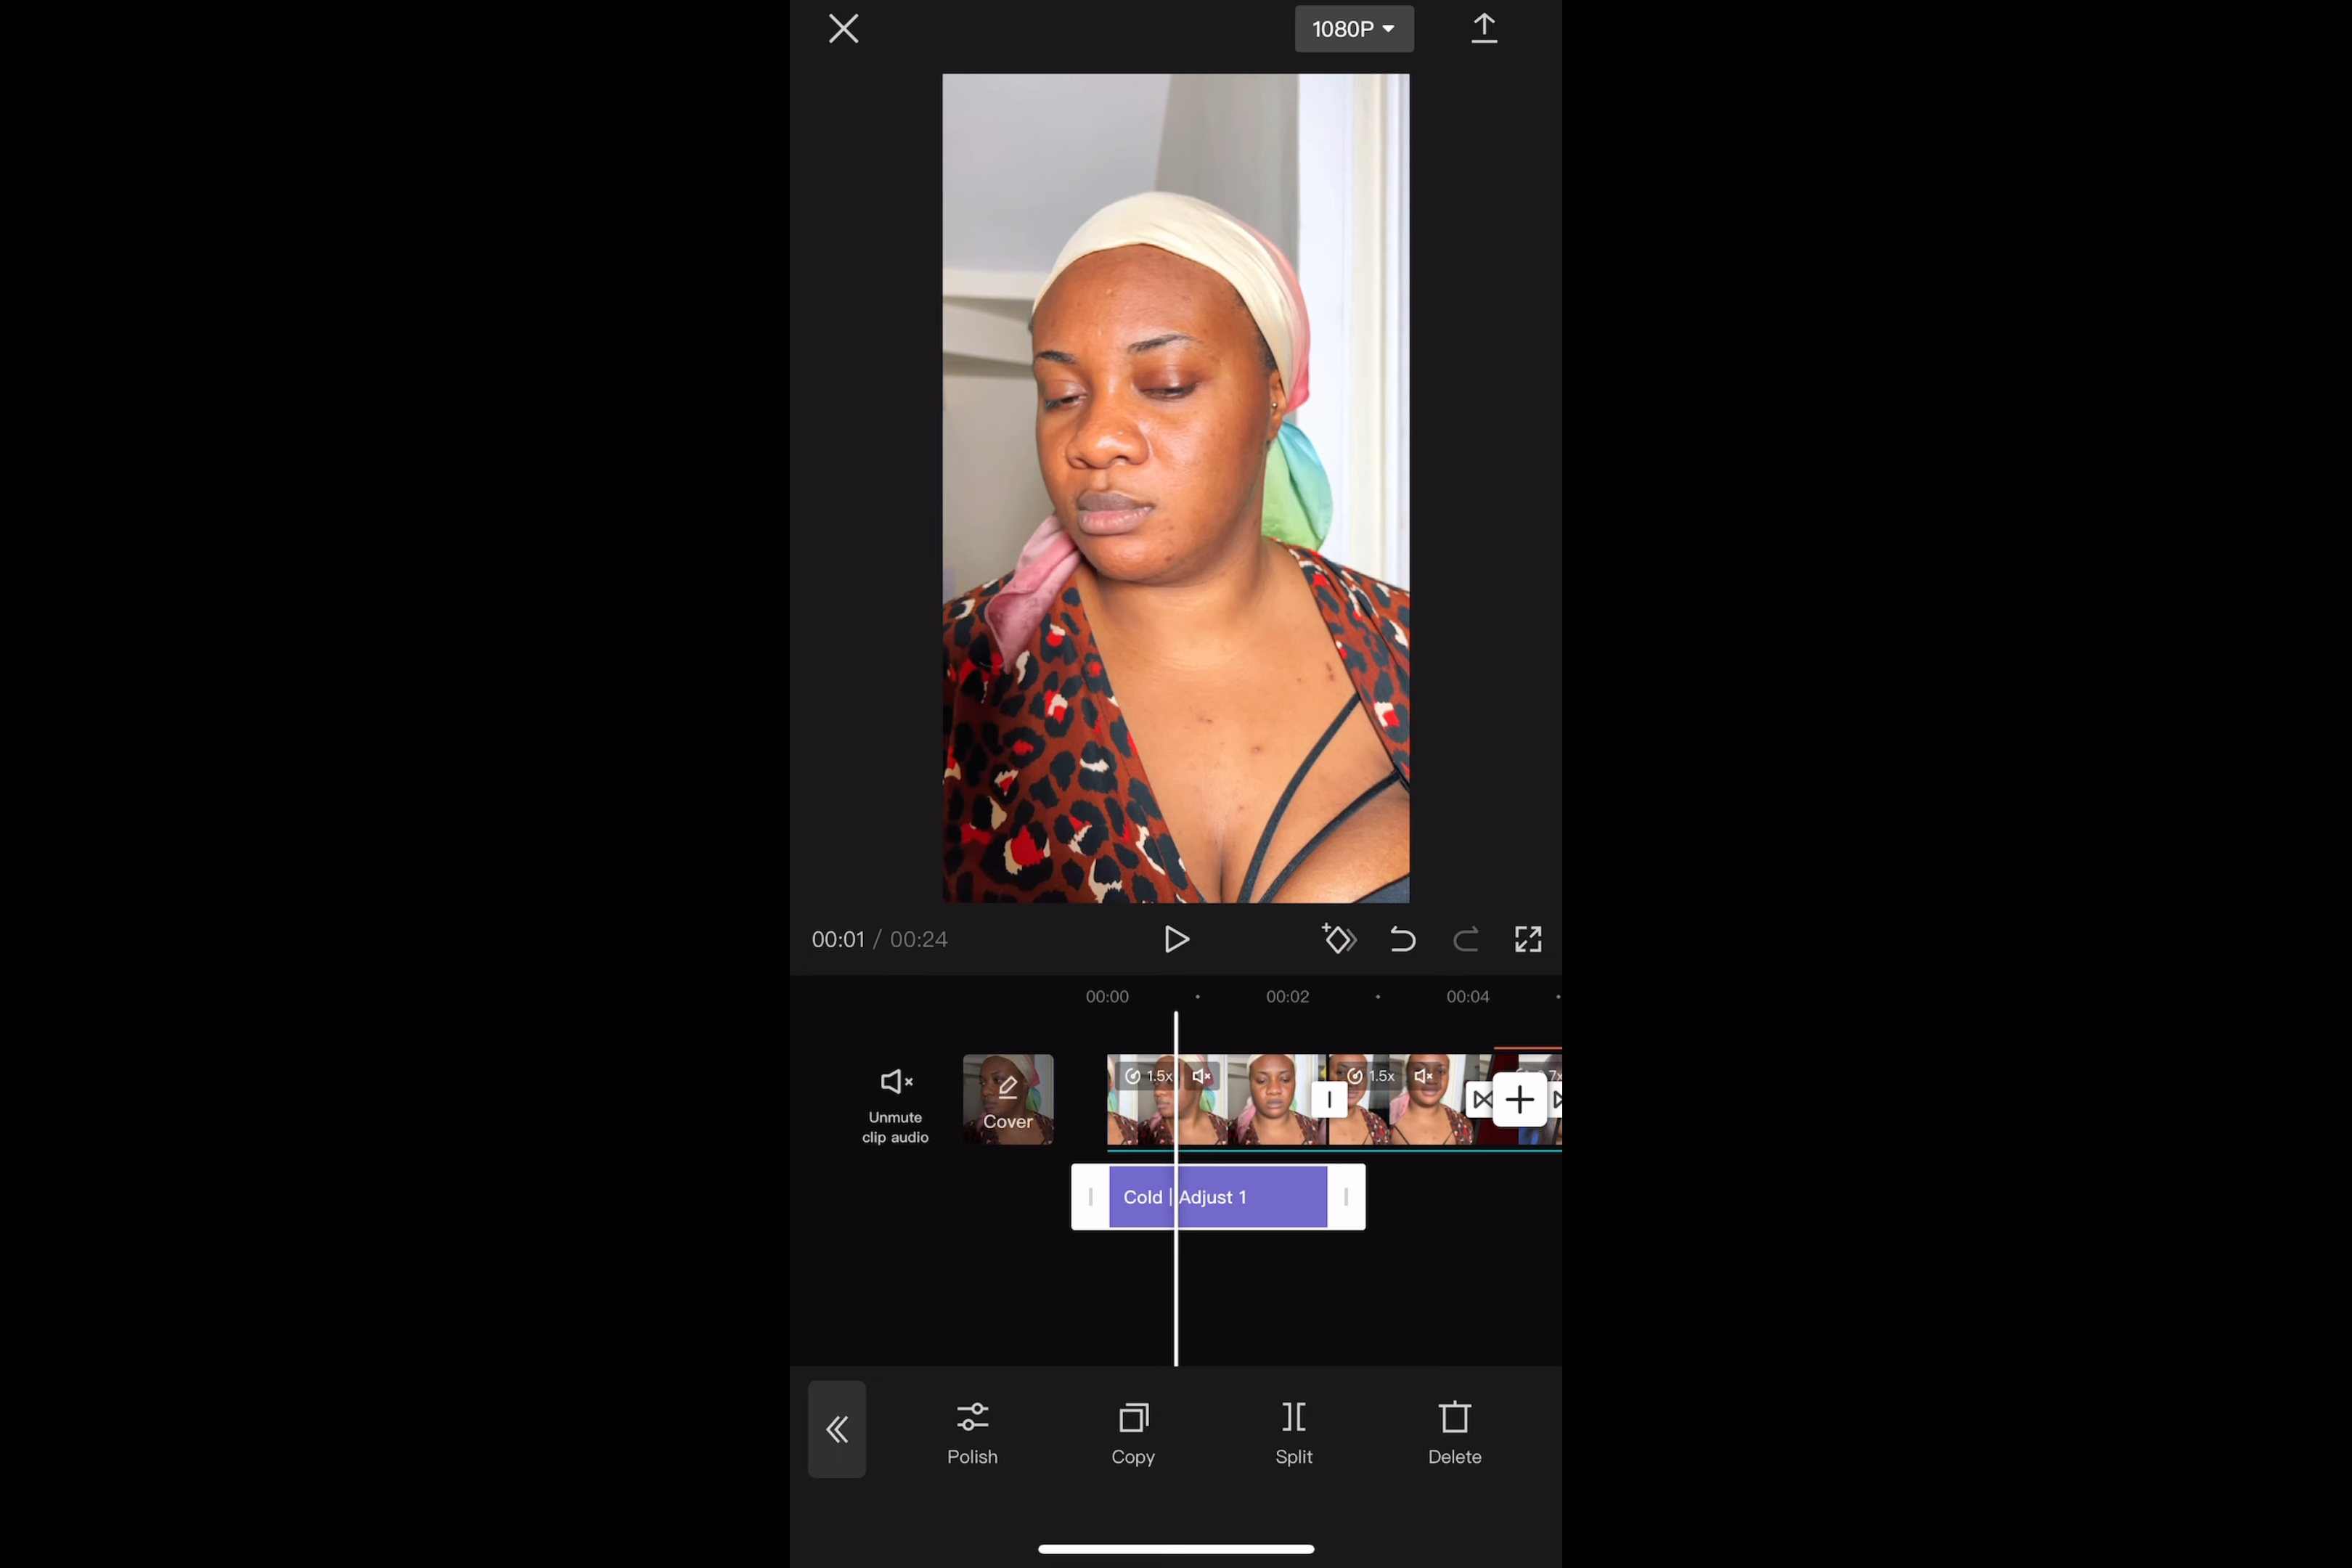 1080P
00:01 / 00:24
00:00 00:02 00:04
1.5x 1.5x 7x
Unmute
clip audio
Cover
Cold | Adjust 1
Polish Copy Split Delete